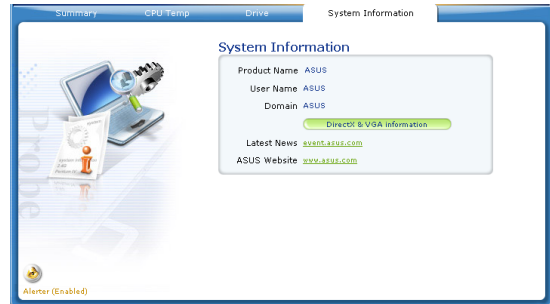 Summary CPU Temp Drive System Information
System Information
Product Name ASUS
User Name ASUS
Domain ASUS
DirectX & VGA information
Latest News event.asus.com
ASUS Website www.asus.com
Probe
Alerter (Enabled)